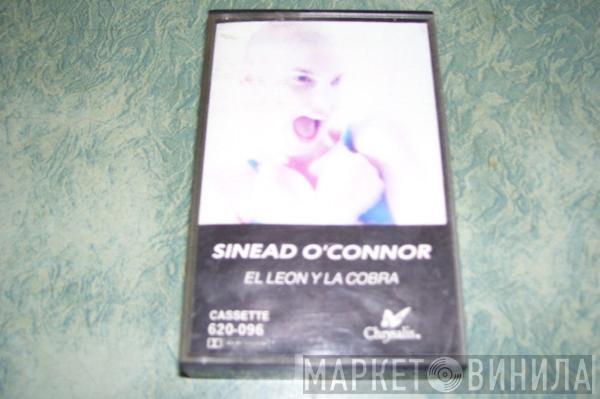 SINEAD O'CONNOR
EL LEON Y LA COBRA
CASSETTE
620-096
Chrysalis®
МАРКЕТ ВИНИЛА